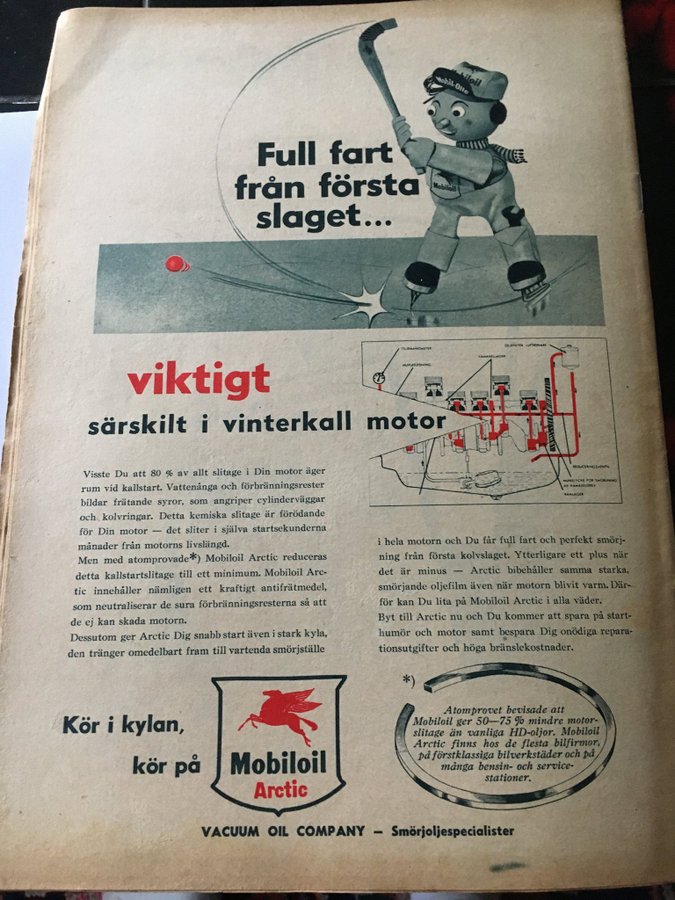 Mobiloil
Mobil-Otto
Mobiloil
Full fart
från första
slaget...
viktigt
särskilt i vinterkall motor
75
Visste Du att 80 % av allt slitage i Din motor äger
rum vid kallstart. Vattenånga och förbränningsrester
bildar frätande syror, som angriper cylinderväggar
och kolvringar. Detta kemiska slitage är förödande
för Din motor — det sliter i själva startsekunderna
månader från motorns livslängd.
Men med atomprovade*) Mobiloil Arctic reduceras
detta kallstartslitage till ett minimum. Mobiloil Arc-
tic innehåller nämligen ett kraftigt antifrätmedel,
som neutraliserar de sura förbränningsresterna så att
de ej kan skada motorn.
Dessutom ger Arctic Dig snabb start även i stark kyla,
den tränger omedelbart fram till vartenda smörjställe
i hela motorn och Du får full fart och perfekt smörj-
ning från första kolvslaget. Ytterligare ett plus när
det är minus — Arctic bibehåller samma starka,
smörjande oljefilm även när motorn blivit varm. Där-
för kan Du lita på Mobiloil Arctic i alla väder.
Byt till Arctic nu och Du kommer att spara på start-
humör och motor samt bespara Dig onödiga repara-
tionsutgifter och höga bränslekostnader.
Kör i kylan,
kör på
Mobiloil
Arctic
*)
Atomprovet bevisade att
Mobiloil ger 50—75 % mindre motor-
slitage än vanliga HD-oljor. Mobiloil
Arctic finns hos de flesta bilfirmor,
på förstklassiga bilverkstäder och på
många bensin- och service-
stationer.
VACUUM OIL COMPANY — Smörjoljespecialister